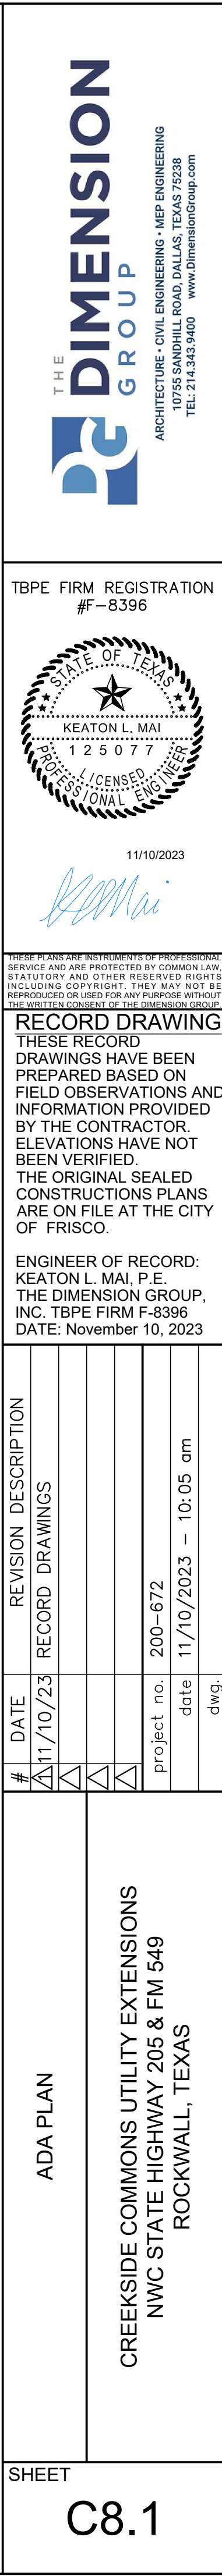 THE
DIMENSION
GROUP
ARCHITECTURE • CIVIL ENGINEERING • MEP ENGINEERING
10755 SANDHILL ROAD, DALLAS, TEXAS 75238
TEL: 214.343.9400 www.DimensionGroup.com
TBPE FIRM REGISTRATION
#F-8396
STATE OF TEXAS
KEATON L. MAI
125077
LICENSED
PROFESSIONAL ENGINEER
11/10/2023
THESE PLANS ARE INSTRUMENTS OF PROFESSIONAL
SERVICE AND ARE PROTECTED BY COMMON LAW,
STATUTORY AND OTHER RESERVED RIGHTS
INCLUDING COPYRIGHT. THEY MAY NOT BE
REPRODUCED OR USED FOR ANY PURPOSE WITHOUT
THE WRITTEN CONSENT OF THE DIMENSION GROUP.
RECORD DRAWING
THESE RECORD
DRAWINGS HAVE BEEN
PREPARED BASED ON
FIELD OBSERVATIONS AND
INFORMATION PROVIDED
BY THE CONTRACTOR.
ELEVATIONS HAVE NOT
BEEN VERIFIED.
THE ORIGINAL SEALED
CONSTRUCTIONS PLANS
ARE ON FILE AT THE CITY
OF FRISCO.
ENGINEER OF RECORD:
KEATON L. MAI, P.E.
THE DIMENSION GROUP,
INC. TBPE FIRM F-8396
DATE: November 10, 2023
# DATE REVISION DESCRIPTION
1 11/10/23 RECORD DRAWINGS
project no. 200-672
date 11/10/2023 - 10:05 am
dwg.
ADA PLAN
CREEKSIDE COMMONS UTILITY EXTENSIONS
NWC STATE HIGHWAY 205 & FM 549
ROCKWALL, TEXAS
SHEET
C8.1